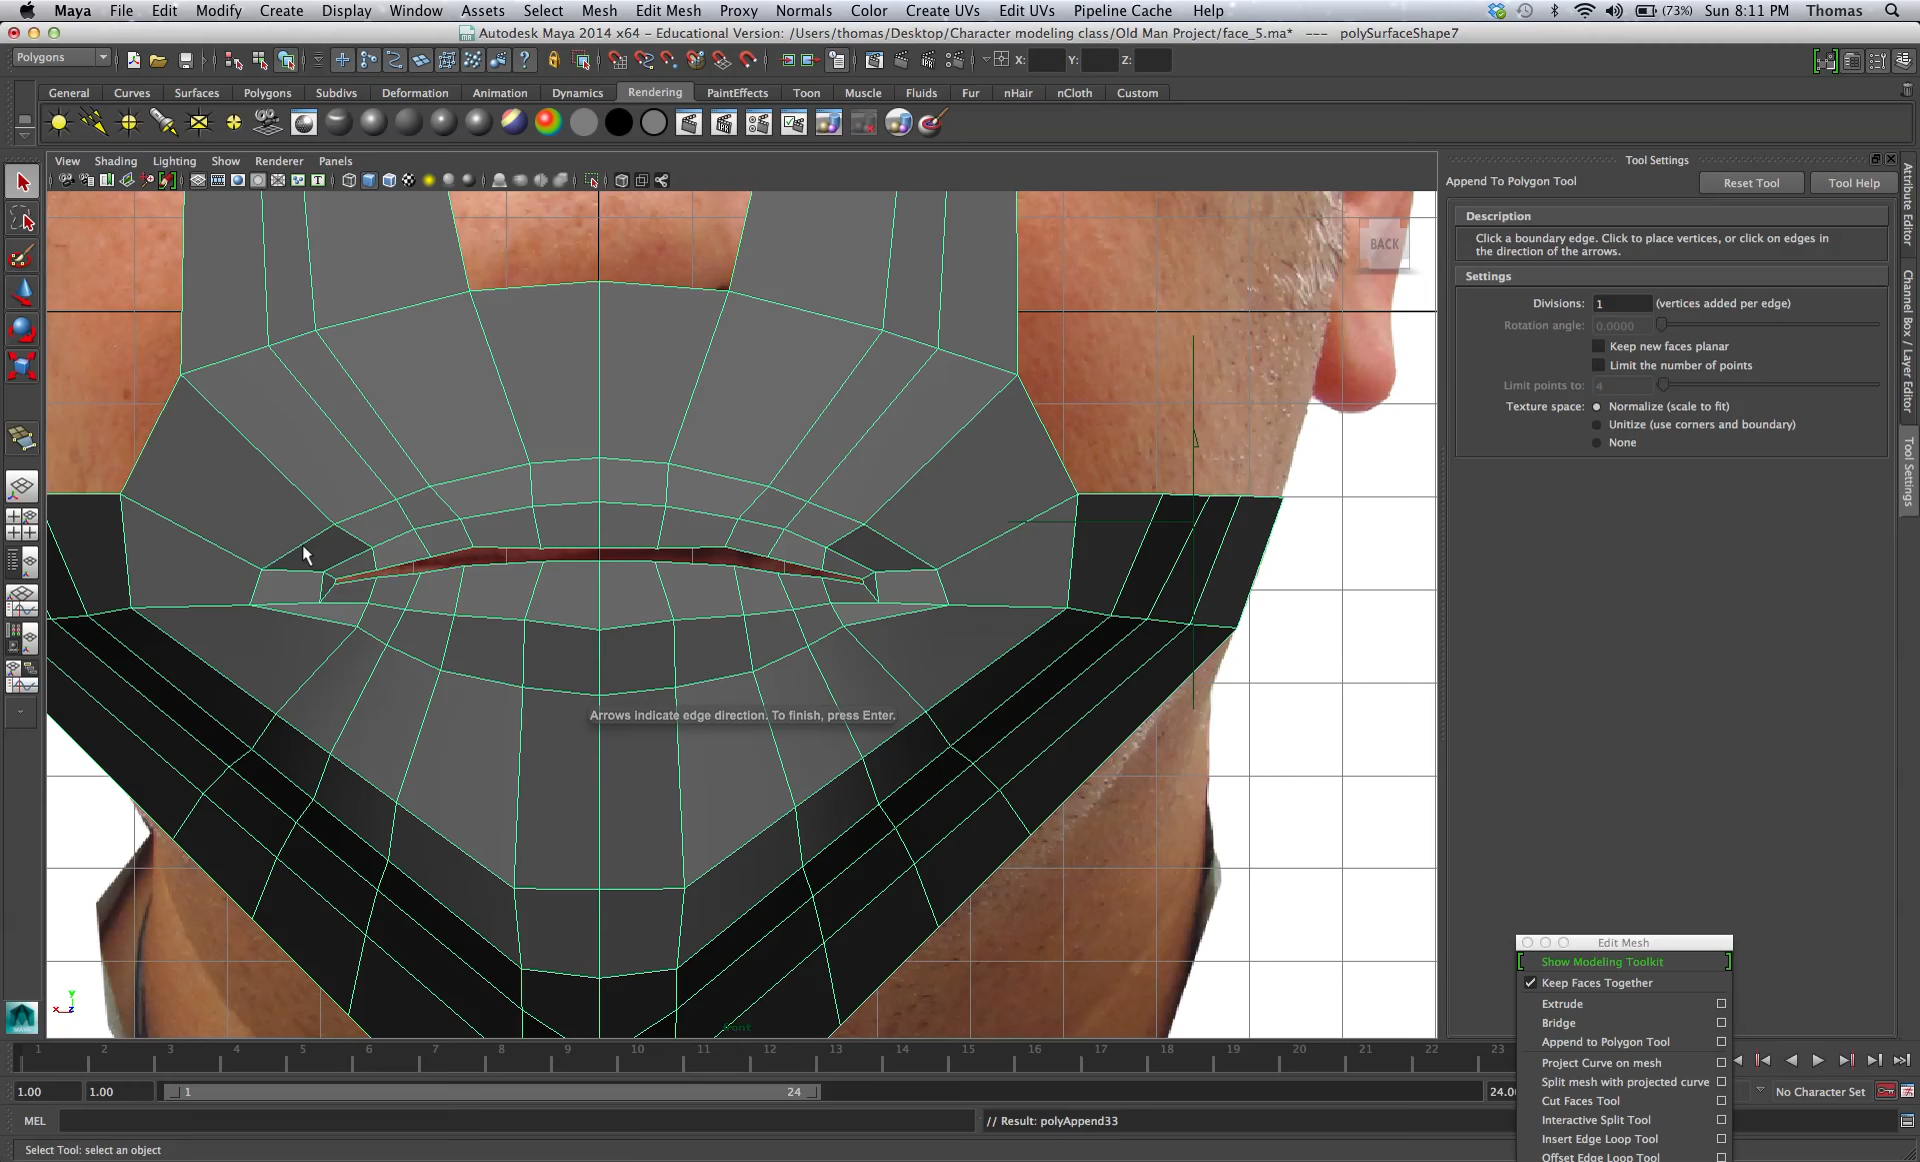 Maya File Edit Modify Create Display Window Assets Select Mesh Edit Mesh Proxy Normals Color Create UVs Edit UVs Pipeline Cache Help (73%) Sun 8:11 PM Thomas
Autodesk Maya 2014 x64 – Educational Version: /Users/thomas/Desktop/Character modeling class/Old Man Project/face_5.ma* --- polySurfaceShape7
Polygons X: Y: Z:
General Curves Surfaces Polygons Subdivs Deformation Animation Dynamics Rendering PaintEffects Toon Muscle Fluids Fur nHair nCloth Custom
View Shading Lighting Show Renderer Panels
Tool Settings
Append To Polygon Tool Reset Tool Tool Help
Description
Click a boundary edge. Click to place vertices, or click on edges in
the direction of the arrows.
Settings
Divisions: 1 (vertices added per edge)
Rotation angle: 0.0000
Keep new faces planar
Limit the number of points
Limit points to: 4
Texture space: Normalize (scale to fit)
Unitize (use corners and boundary)
None
Attribute Editor
Channel Box / Layer Editor
Tool Settings
BACK
Arrows indicate edge direction. To finish, press Enter.
y
x z
front
Edit Mesh
Show Modeling Toolkit
Keep Faces Together
Extrude
Bridge
Append to Polygon Tool
Project Curve on mesh
Split mesh with projected curve
Cut Faces Tool
Interactive Split Tool
Insert Edge Loop Tool
Offset Edge Loop Tool
1 2 3 4 5 6 7 8 9 10 11 12 13 14 15 16 17 18 19 20 21 22 23
1.00 1.00 1 24 24.0 No Character Set
MEL // Result: polyAppend33
Select Tool: select an object